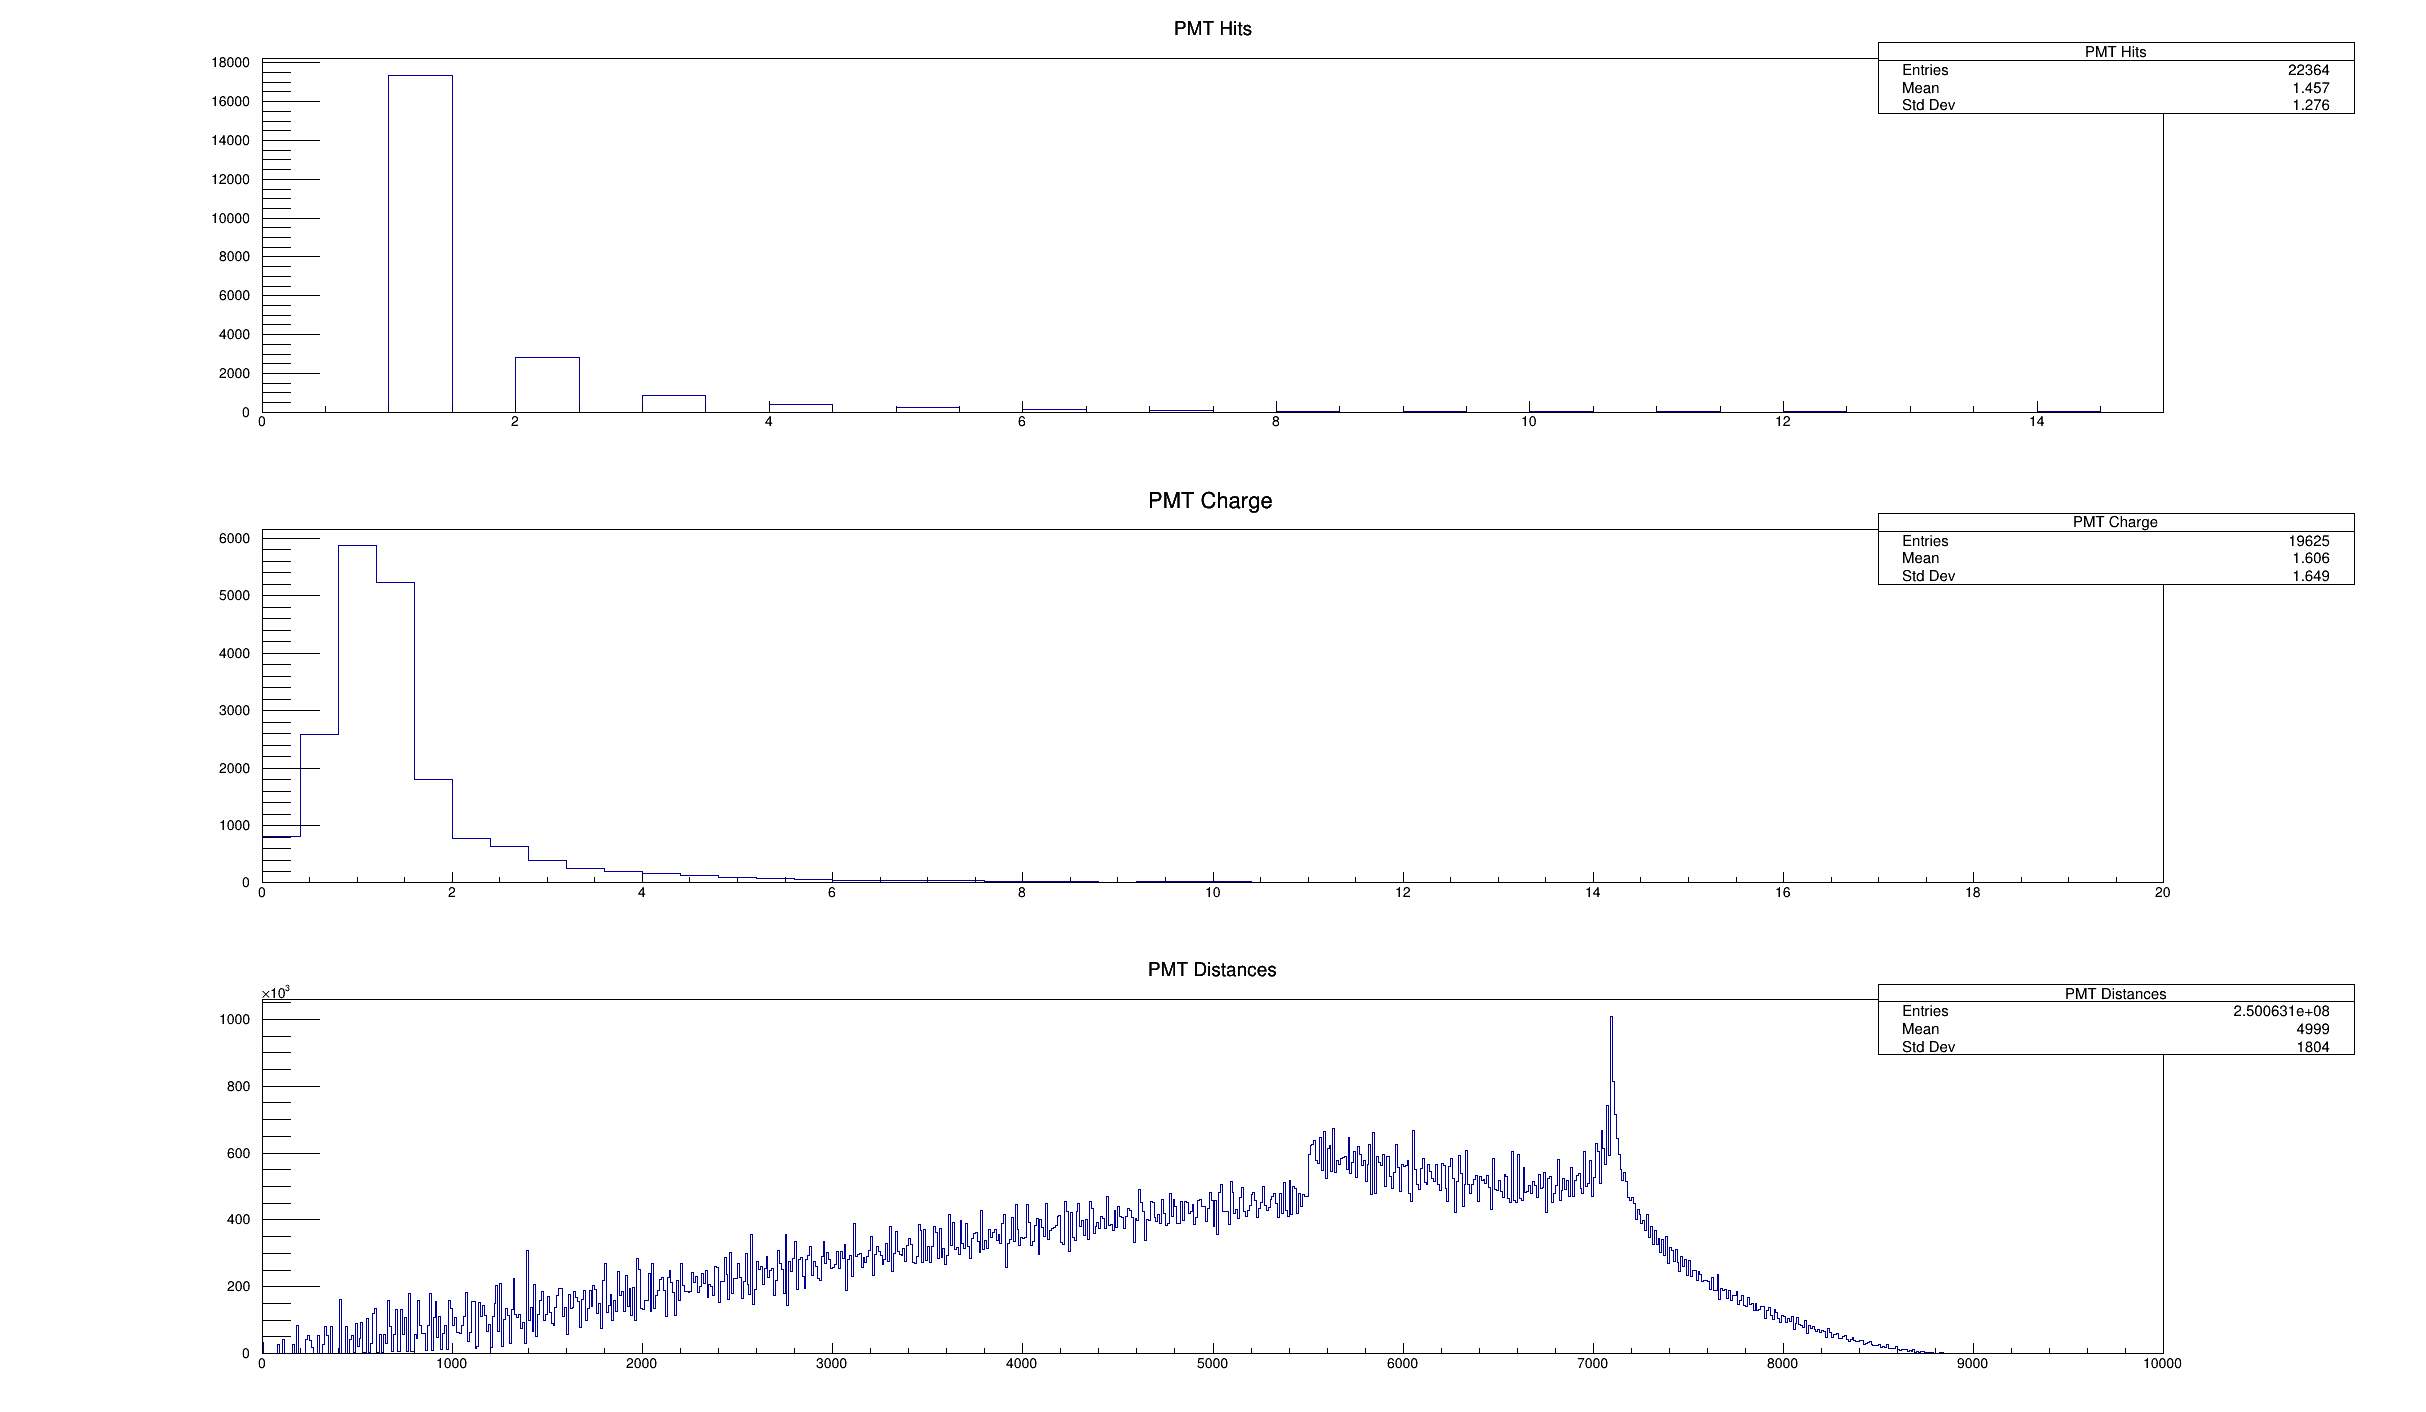 PMT Hits
PMT Hits
Entries 22364
Mean 1.457
Std Dev 1.276
18000
16000
14000
12000
10000
8000
6000
4000
2000
0
0 2 4 6 8 10 12 14
PMT Charge
PMT Charge
Entries 19625
Mean 1.606
Std Dev 1.649
6000
5000
4000
3000
2000
1000
0
0 2 4 6 8 10 12 14 16 18 20
PMT Distances
PMT Distances
Entries 2.500631e+08
Mean 4999
Std Dev 1804
×10³
1000
800
600
400
200
0
0 1000 2000 3000 4000 5000 6000 7000 8000 9000 10000